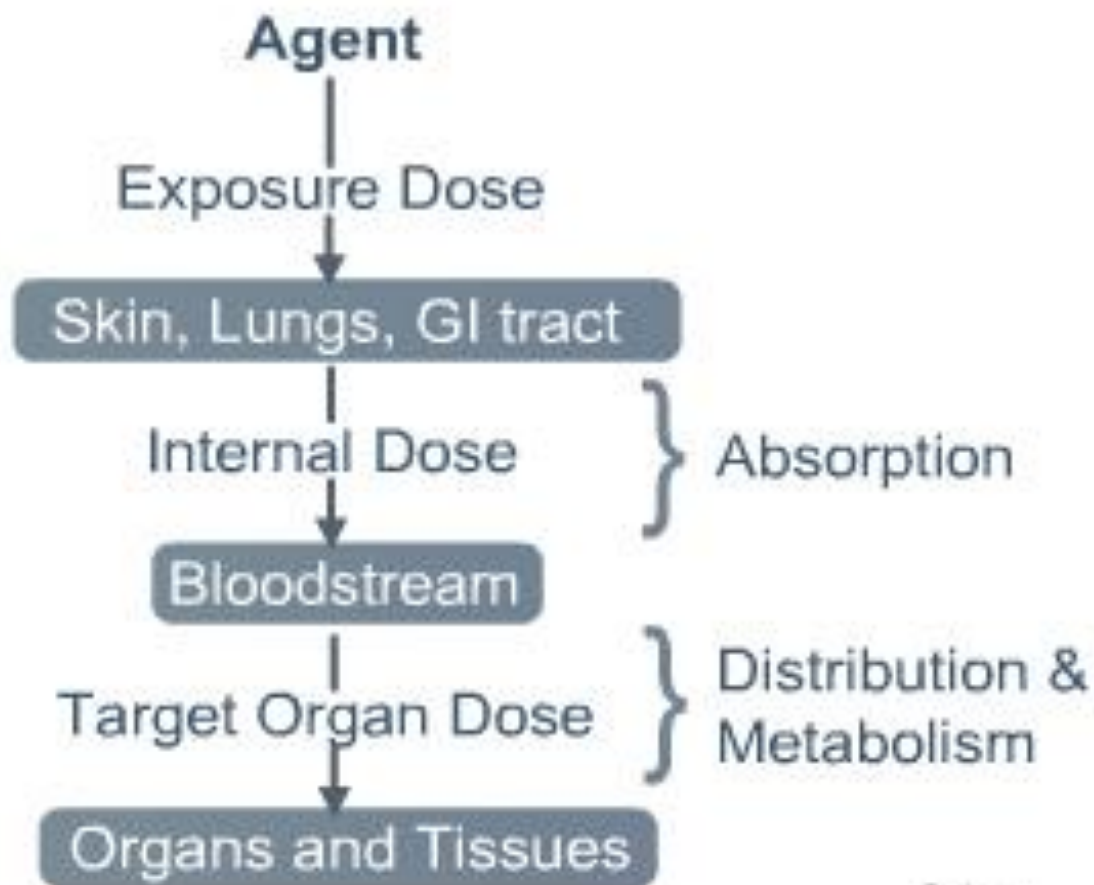 Agent
Exposure Dose
Skin, Lungs, GI tract
Internal Dose
Absorption
Bloodstream
Target Organ Dose
Distribution &
Metabolism
Organs and Tissues